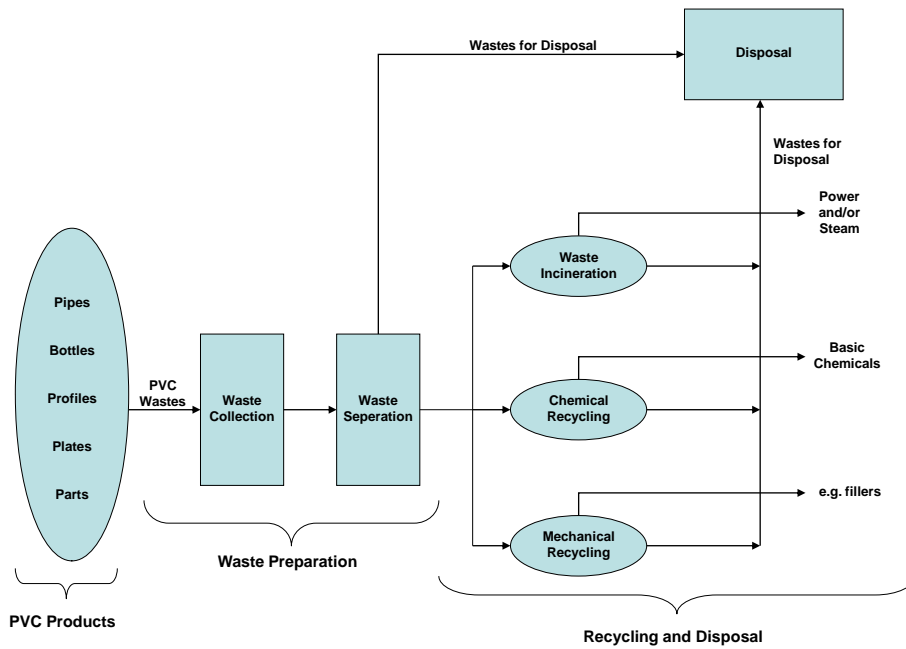 Wastes for Disposal
Disposal
Wastes for
Disposal
Power
and/or
Steam
Waste
Incineration
Pipes
Bottles
Profiles
Plates
Parts
PVC
Wastes
Waste
Collection
Waste
Seperation
Basic
Chemicals
Chemical
Recycling
e.g. fillers
Mechanical
Recycling
Waste Preparation
PVC Products
Recycling and Disposal